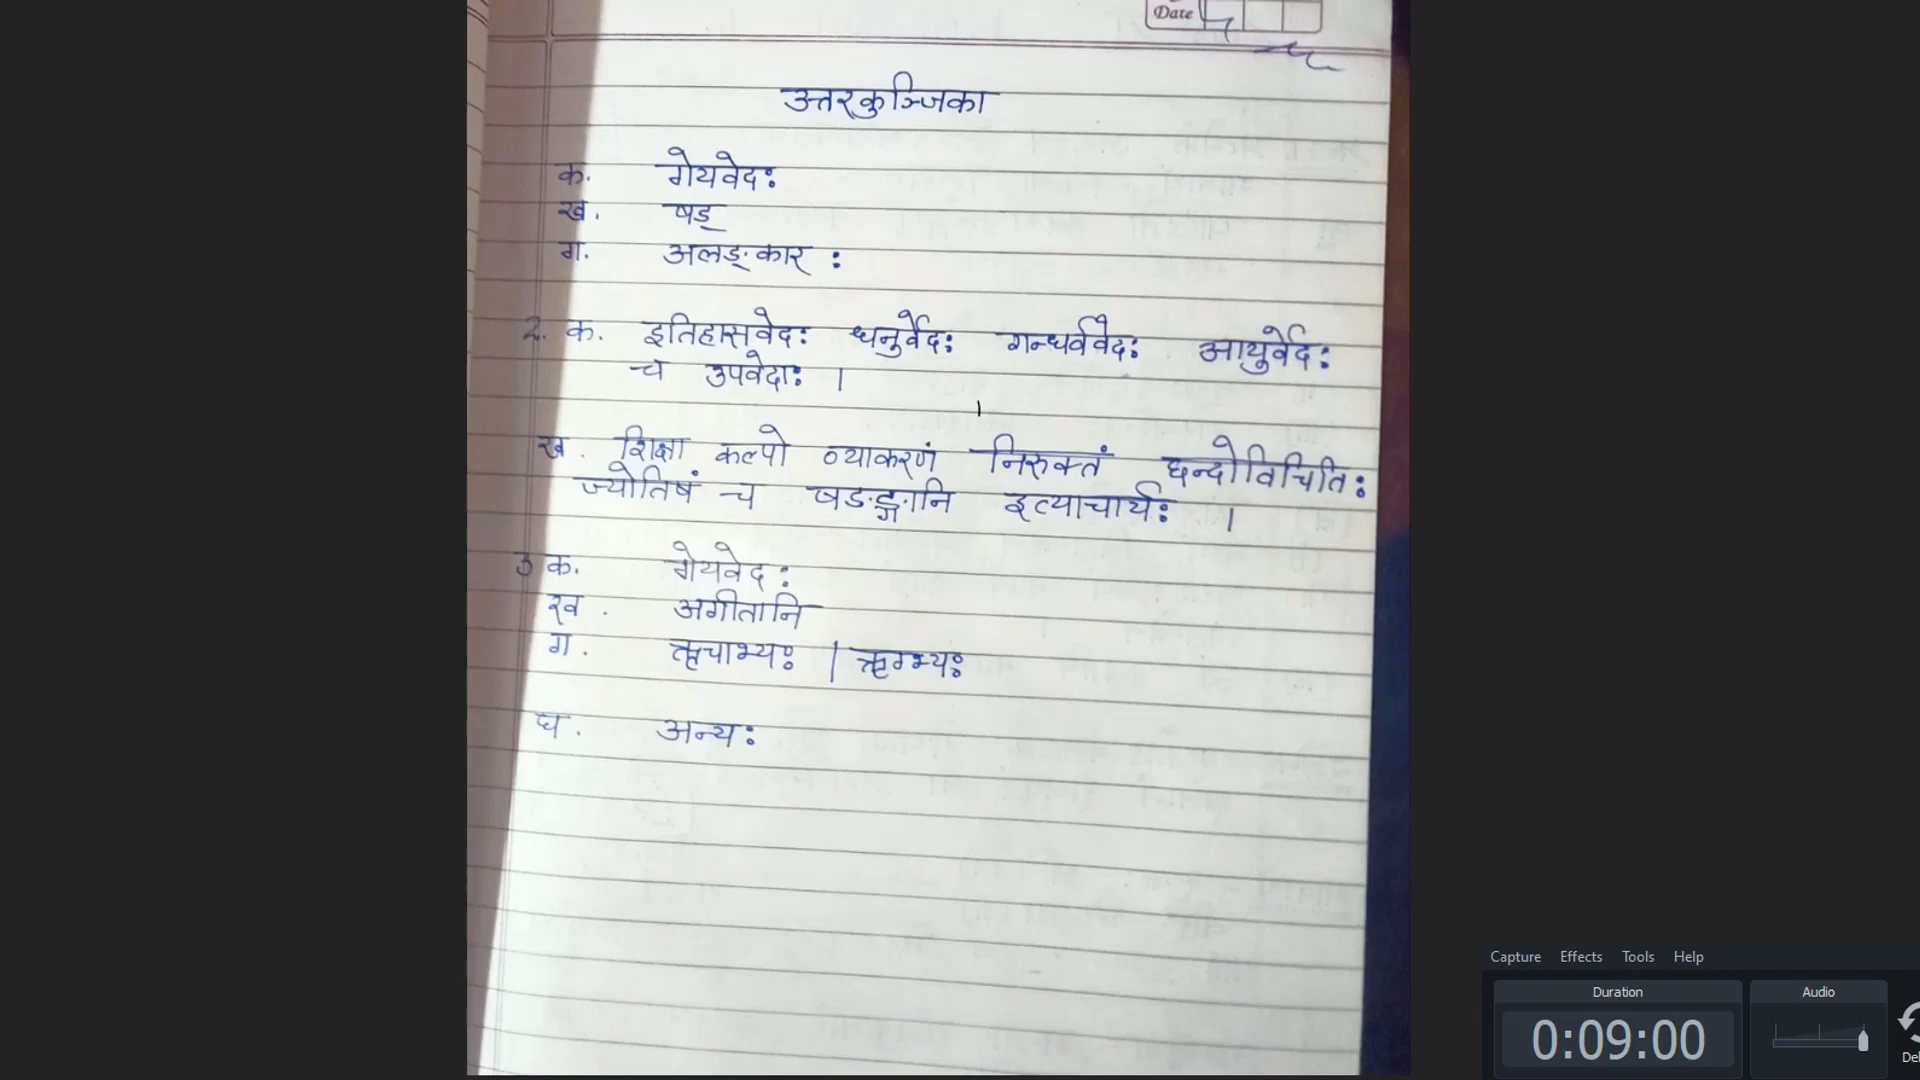 Date
उत्तरकुञ्जिका
क. गेयवेदः
ख. षड्
ग. अलङ्कारः
2. क. इतिहासवेदः धनुर्वेदः गन्धर्ववेदः आयुर्वेदः
च उपवेदाः ।
ख. शिक्षा कल्पो व्याकरणं निरुक्तं छन्दोविचितिः
ज्योतिषं च षडङ्गानि इत्याचार्यः ।
3 क. गेयवेदः
ख. अगीतानि
ग. ऋचाभ्यः / ऋग्भ्यः
घ. अन्यः
Capture Effects Tools Help
Duration Audio
0:09:00
Del